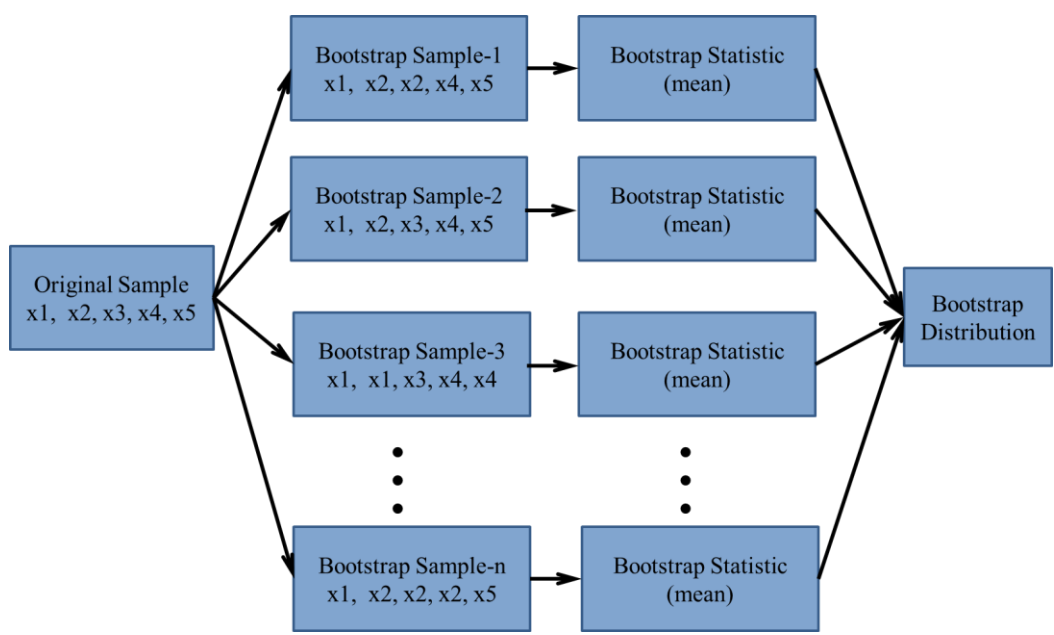 Original Sample
x1, x2, x3, x4, x5
Bootstrap Sample-1
x1, x2, x2, x4, x5
Bootstrap Statistic
(mean)
Bootstrap Sample-2
x1, x2, x3, x4, x5
Bootstrap Statistic
(mean)
Bootstrap Sample-3
x1, x1, x3, x4, x4
Bootstrap Statistic
(mean)
Bootstrap Sample-n
x1, x2, x2, x2, x5
Bootstrap Statistic
(mean)
Bootstrap
Distribution